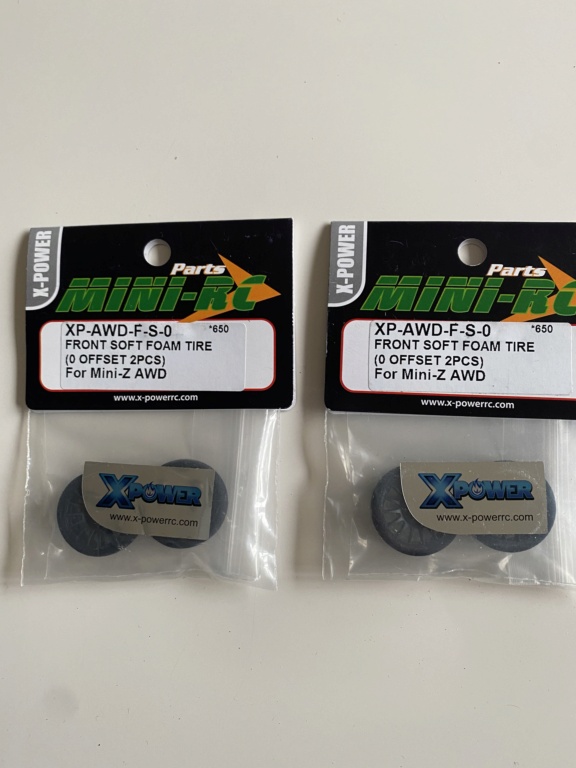 X-POWER
Parts
MINI-RC
XP-AWD-F-S-0 *650
FRONT SOFT FOAM TIRE
(0 OFFSET 2PCS)
For Mini-Z AWD
www.x-powerrc.com
XPOWER
www.x-powerrc.com
X-POWER
Parts
MINI-RC
XP-AWD-F-S-0 *650
FRONT SOFT FOAM TIRE
(0 OFFSET 2PCS)
For Mini-Z AWD
www.x-powerrc.com
XPOWER
www.x-powerrc.com